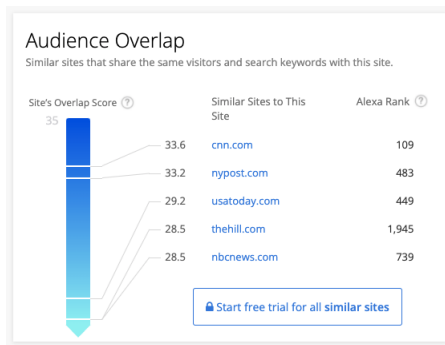 Audience Overlap
Similar sites that share the same visitors and search keywords with this site.
Site's Overlap Score ?
Similar Sites to This
Site
Alexa Rank ?
35
33.6 cnn.com 109
33.2 nypost.com 483
29.2 usatoday.com 449
28.5 thehill.com 1,945
28.5 nbcnews.com 739
Start free trial for all similar sites